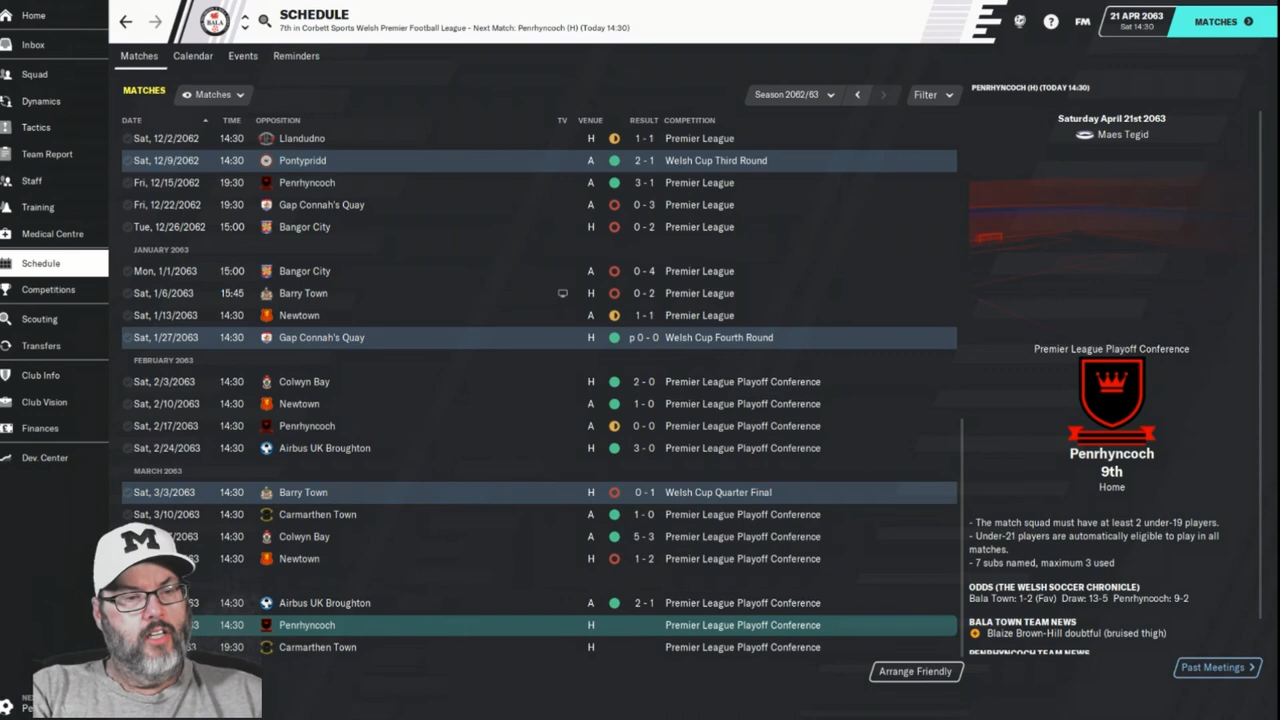 Home
Inbox
Squad
Dynamics
Tactics
Team Report
Staff
Training
Medical Centre
Schedule
Competitions
Scouting
Transfers
Club Info
Club Vision
Finances
Dev. Center
BALA
SCHEDULE
7th in Corbett Sports Welsh Premier Football League - Next Match: Penrhyncoch (H) (Today 14:30)
FM
21 APR 2063
Sat 14:30
MATCHES
Matches Calendar Events Reminders
MATCHES Matches Season 2062/63 Filter
DATE TIME OPPOSITION TV VENUE RESULT COMPETITION
Sat, 12/2/2062 14:30 Llandudno H 1 - 1 Premier League
Sat, 12/9/2062 14:30 Pontypridd A 2 - 1 Welsh Cup Third Round
Fri, 12/15/2062 19:30 Penrhyncoch A 3 - 1 Premier League
Fri, 12/22/2062 19:30 Gap Connah's Quay A 0 - 3 Premier League
Tue, 12/26/2062 15:00 Bangor City H 0 - 2 Premier League
JANUARY 2063
Mon, 1/1/2063 15:00 Bangor City A 0 - 4 Premier League
Sat, 1/6/2063 15:45 Barry Town H 0 - 2 Premier League
Sat, 1/13/2063 14:30 Newtown A 1 - 1 Premier League
Sat, 1/27/2063 14:30 Gap Connah's Quay H p 0 - 0 Welsh Cup Fourth Round
FEBRUARY 2063
Sat, 2/3/2063 14:30 Colwyn Bay H 2 - 0 Premier League Playoff Conference
Sat, 2/10/2063 14:30 Newtown A 1 - 0 Premier League Playoff Conference
Sat, 2/17/2063 14:30 Penrhyncoch A 0 - 0 Premier League Playoff Conference
Sat, 2/24/2063 14:30 Airbus UK Broughton H 3 - 0 Premier League Playoff Conference
MARCH 2063
Sat, 3/3/2063 14:30 Barry Town H 0 - 1 Welsh Cup Quarter Final
Sat, 3/10/2063 14:30 Carmarthen Town A 1 - 0 Premier League Playoff Conference
14:30 Colwyn Bay A 5 - 3 Premier League Playoff Conference
14:30 Newtown H 1 - 2 Premier League Playoff Conference
14:30 Airbus UK Broughton A 2 - 1 Premier League Playoff Conference
14:30 Penrhyncoch H Premier League Playoff Conference
19:30 Carmarthen Town H Premier League Playoff Conference
Arrange Friendly
PENRHYNCOCH (H) (TODAY 14:30)
Saturday April 21st 2063
Maes Tegid
Premier League Playoff Conference
Penrhyncoch
9th
Home
- The match squad must have at least 2 under-19 players.
- Under-21 players are automatically eligible to play in all
matches.
- 7 subs named, maximum 3 used
ODDS (THE WELSH SOCCER CHRONICLE)
Bala Town: 1-2 (Fav) Draw: 13-5 Penrhyncoch: 9-2
BALA TOWN TEAM NEWS
Blaize Brown-Hill doubtful (bruised thigh)
PENRHYNCOCH TEAM NEWS
Past Meetings
M